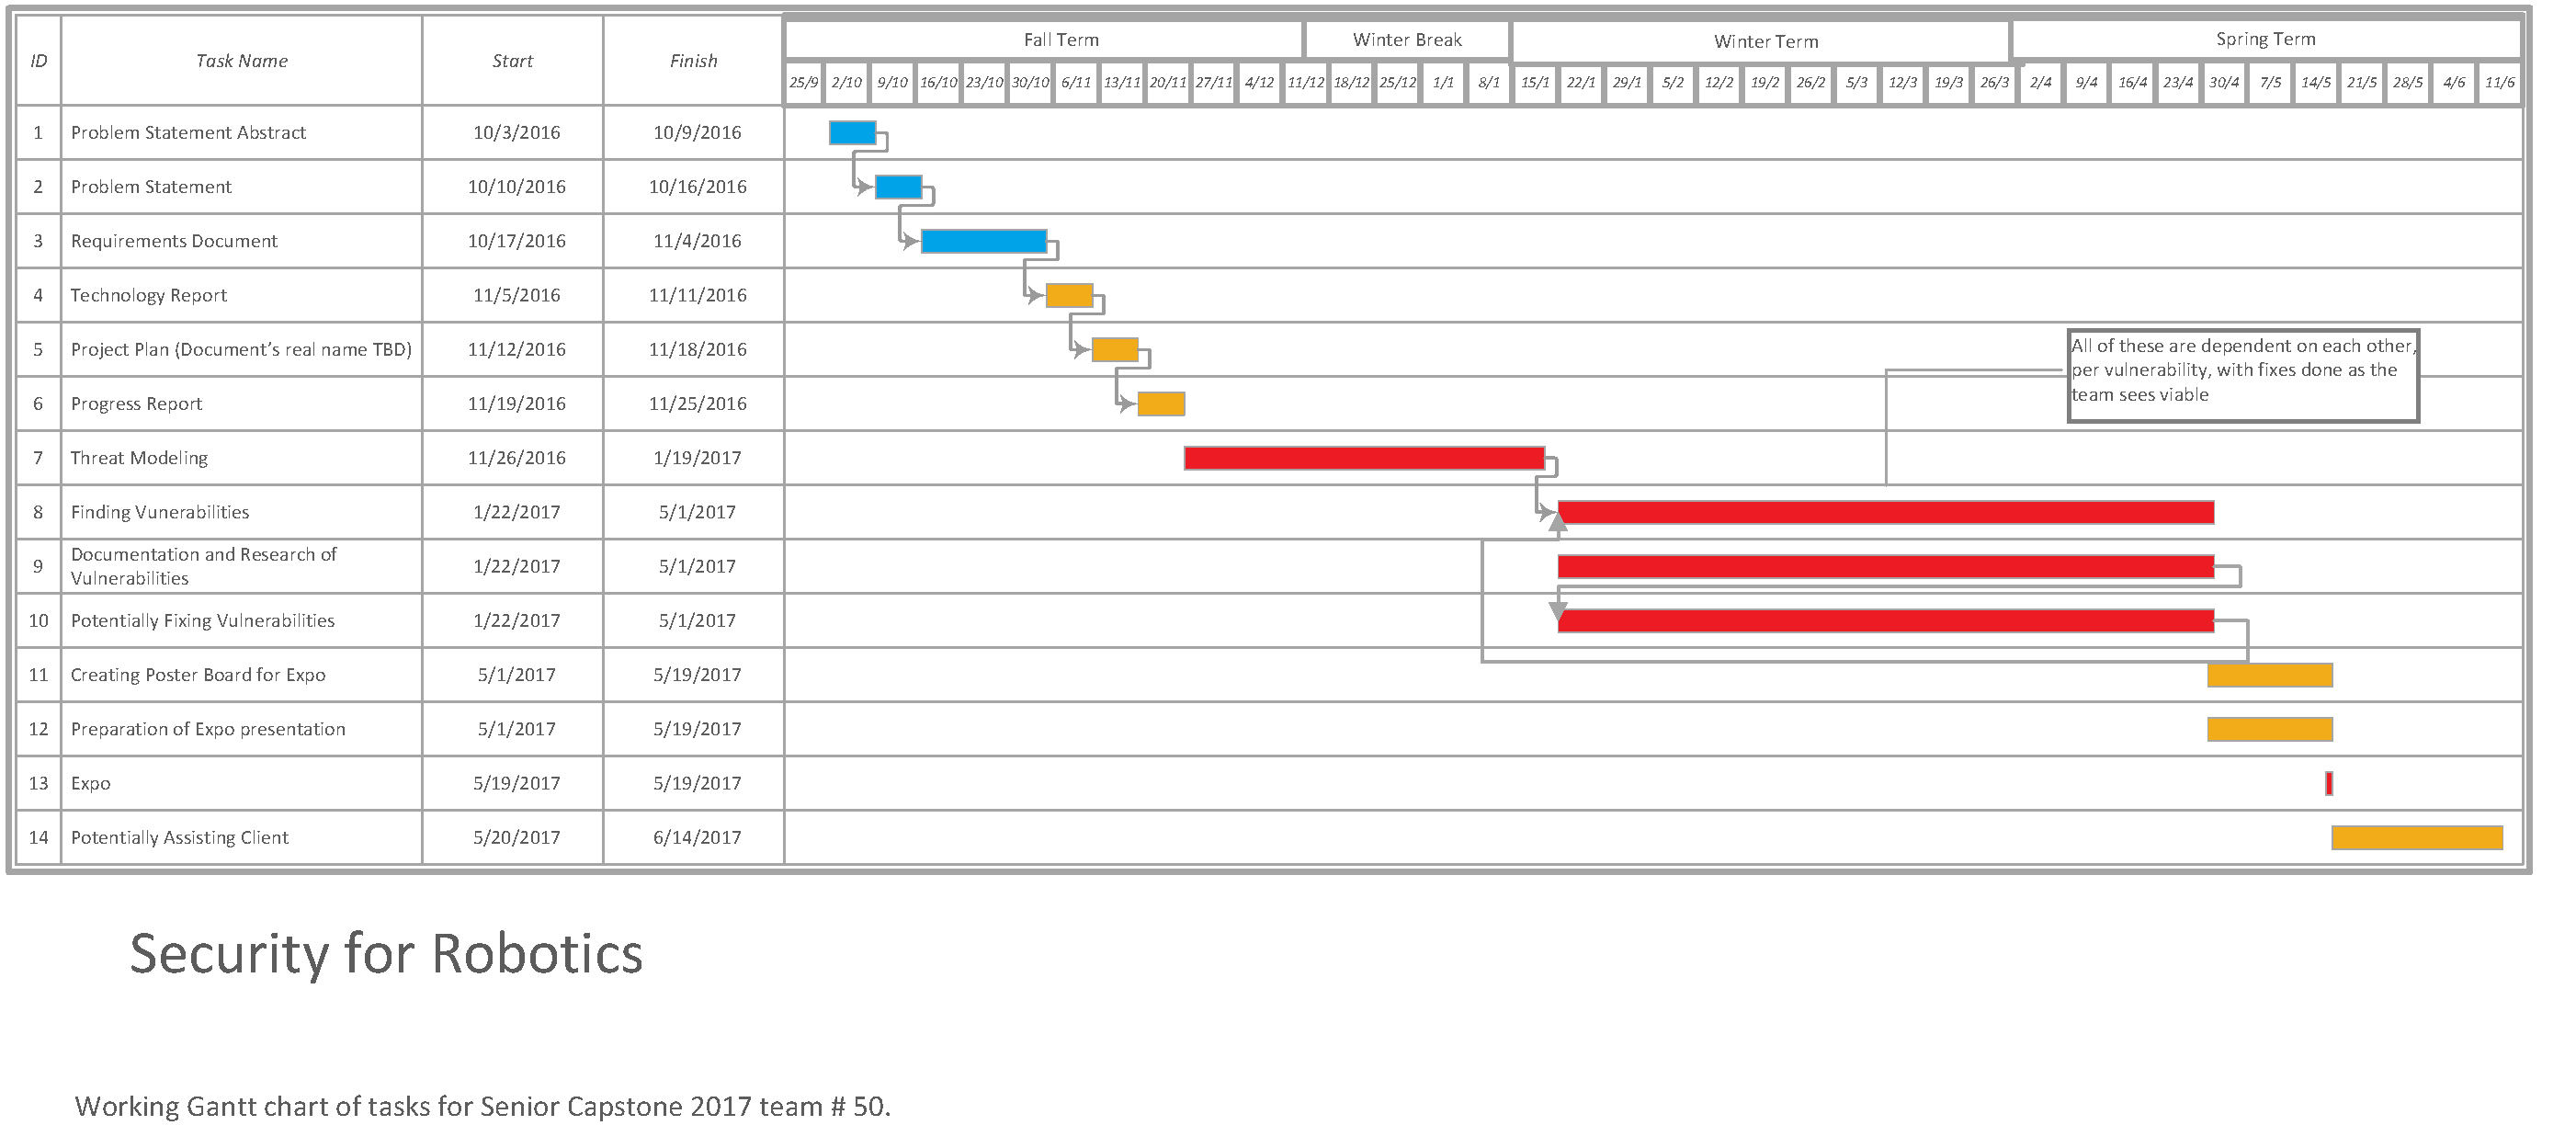 ID Task Name Start Finish Fall Term Winter Break Winter Term Spring Term
25/9 2/10 9/10 16/10 23/10 30/10 6/11 13/11 20/11 27/11 4/12 11/12 18/12 25/12 1/1 8/1 15/1 22/1 29/1 5/2 12/2 19/2 26/2 5/3 12/3 19/3 26/3 2/4 9/4 16/4 23/4 30/4 7/5 14/5 21/5 28/5 4/6 11/6
1 Problem Statement Abstract 10/3/2016 10/9/2016
2 Problem Statement 10/10/2016 10/16/2016
3 Requirements Document 10/17/2016 11/4/2016
4 Technology Report 11/5/2016 11/11/2016
5 Project Plan (Document’s real name TBD) 11/12/2016 11/18/2016
All of these are dependent on each other,
per vulnerability, with fixes done as the
team sees viable
6 Progress Report 11/19/2016 11/25/2016
7 Threat Modeling 11/26/2016 1/19/2017
8 Finding Vunerabilities 1/22/2017 5/1/2017
9 Documentation and Research of
Vulnerabilities 1/22/2017 5/1/2017
10 Potentially Fixing Vulnerabilities 1/22/2017 5/1/2017
11 Creating Poster Board for Expo 5/1/2017 5/19/2017
12 Preparation of Expo presentation 5/1/2017 5/19/2017
13 Expo 5/19/2017 5/19/2017
14 Potentially Assisting Client 5/20/2017 6/14/2017
Security for Robotics
Working Gantt chart of tasks for Senior Capstone 2017 team # 50.